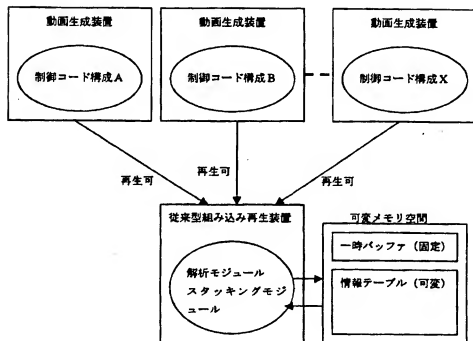 動画生成装置
動画生成装置
動画生成装置
制御コード構成A
制御コード構成B
制御コード構成X
再生可
再生可
再生可
従来型組み込み再生装置
解析モジュール
スタッキングモジ
ュール
可変メモリ空間
一時バッファ（固定）
情報テーブル（可変）